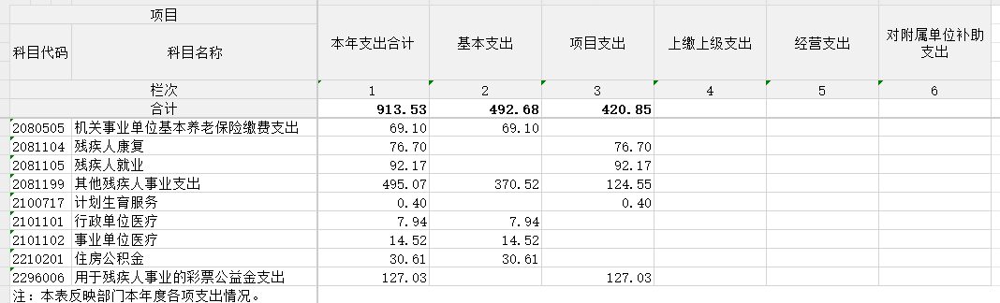 项目 本年支出合计 基本支出 项目支出 上缴上级支出 经营支出 对附属单位补助
支出
科目代码 科目名称
栏次 1 2 3 4 5 6
合计 913.53 492.68 420.85
2080505 机关事业单位基本养老保险缴费支出 69.10 69.10
2081104 残疾人康复 76.70 76.70
2081105 残疾人就业 92.17 92.17
2081199 其他残疾人事业支出 495.07 370.52 124.55
2100717 计划生育服务 0.40 0.40
2101101 行政单位医疗 7.94 7.94
2101102 事业单位医疗 14.52 14.52
2210201 住房公积金 30.61 30.61
2296006 用于残疾人事业的彩票公益金支出 127.03 127.03
注：本表反映部门本年度各项支出情况。